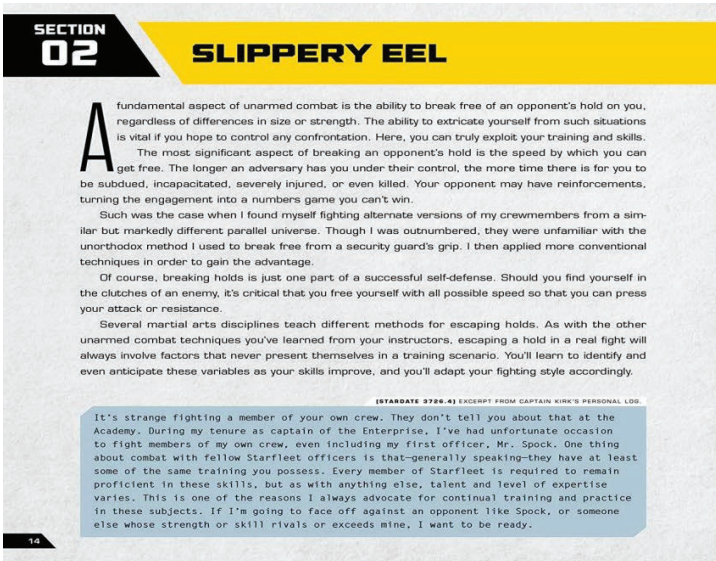 SECTION
02
SLIPPERY EEL
A fundamental aspect of unarmed combat is the ability to break free of an opponent's hold on you,
regardless of differences in size or strength. The ability to extricate yourself from such situations
is vital if you hope to control any confrontation. Here, you can truly exploit your training and skills.
The most significant aspect of breaking an opponent's hold is the speed by which you can
get free. The longer an adversary has you under their control, the more time there is for you to
be subdued, incapacitated, severely injured, or even killed. Your opponent may have reinforcements,
turning the engagement into a numbers game you can't win.
Such was the case when I found myself fighting alternate versions of my crewmembers from a sim-
ilar but markedly different parallel universe. Though I was outnumbered, they were unfamiliar with the
unorthodox method I used to break free from a security guard's grip. I then applied more conventional
techniques in order to gain the advantage.
Of course, breaking holds is just one part of a successful self-defense. Should you find yourself in
the clutches of an enemy, it's critical that you free yourself with all possible speed so that you can press
your attack or resistance.
Several martial arts disciplines teach different methods for escaping holds. As with the other
unarmed combat techniques you've learned from your instructors, escaping a hold in a real fight will
always involve factors that never present themselves in a training scenario. You'll learn to identify and
even anticipate these variables as your skills improve, and you'll adapt your fighting style accordingly.
[STARDATE 3726.4] EXCERPT FROM CAPTAIN KIRK'S PERSONAL LOG.
It's strange fighting a member of your own crew. They don't tell you about that at the
Academy. During my tenure as captain of the Enterprise, I've had unfortunate occasion
to fight members of my own crew, even including my first officer, Mr. Spock. One thing
about combat with fellow Starfleet officers is that—generally speaking—they have at least
some of the same training you possess. Every member of Starfleet is required to remain
proficient in these skills, but as with anything else, talent and level of expertise
varies. This is one of the reasons I always advocate for continual training and practice
in these subjects. If I'm going to face off against an opponent like Spock, or someone
else whose strength or skill rivals or exceeds mine, I want to be ready.
14